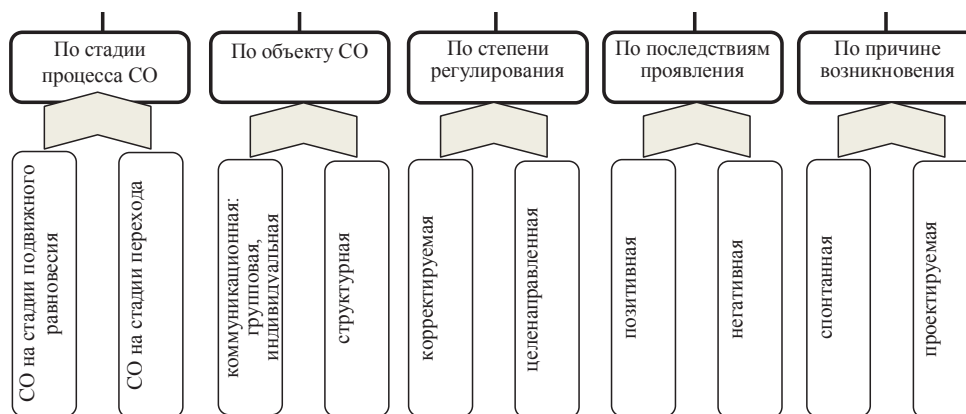 По стадии
процесса СО
По объекту СО
По степени
регулирования
По последствиям
проявления
По причине
возникновения
СО на стадии подвижного
равновесия
СО на стадии перехода
коммуникационная:
групповая,
индивидуальная
структурная
корректируемая
целенаправленная
позитивная
негативная
спонтанная
проектируемая